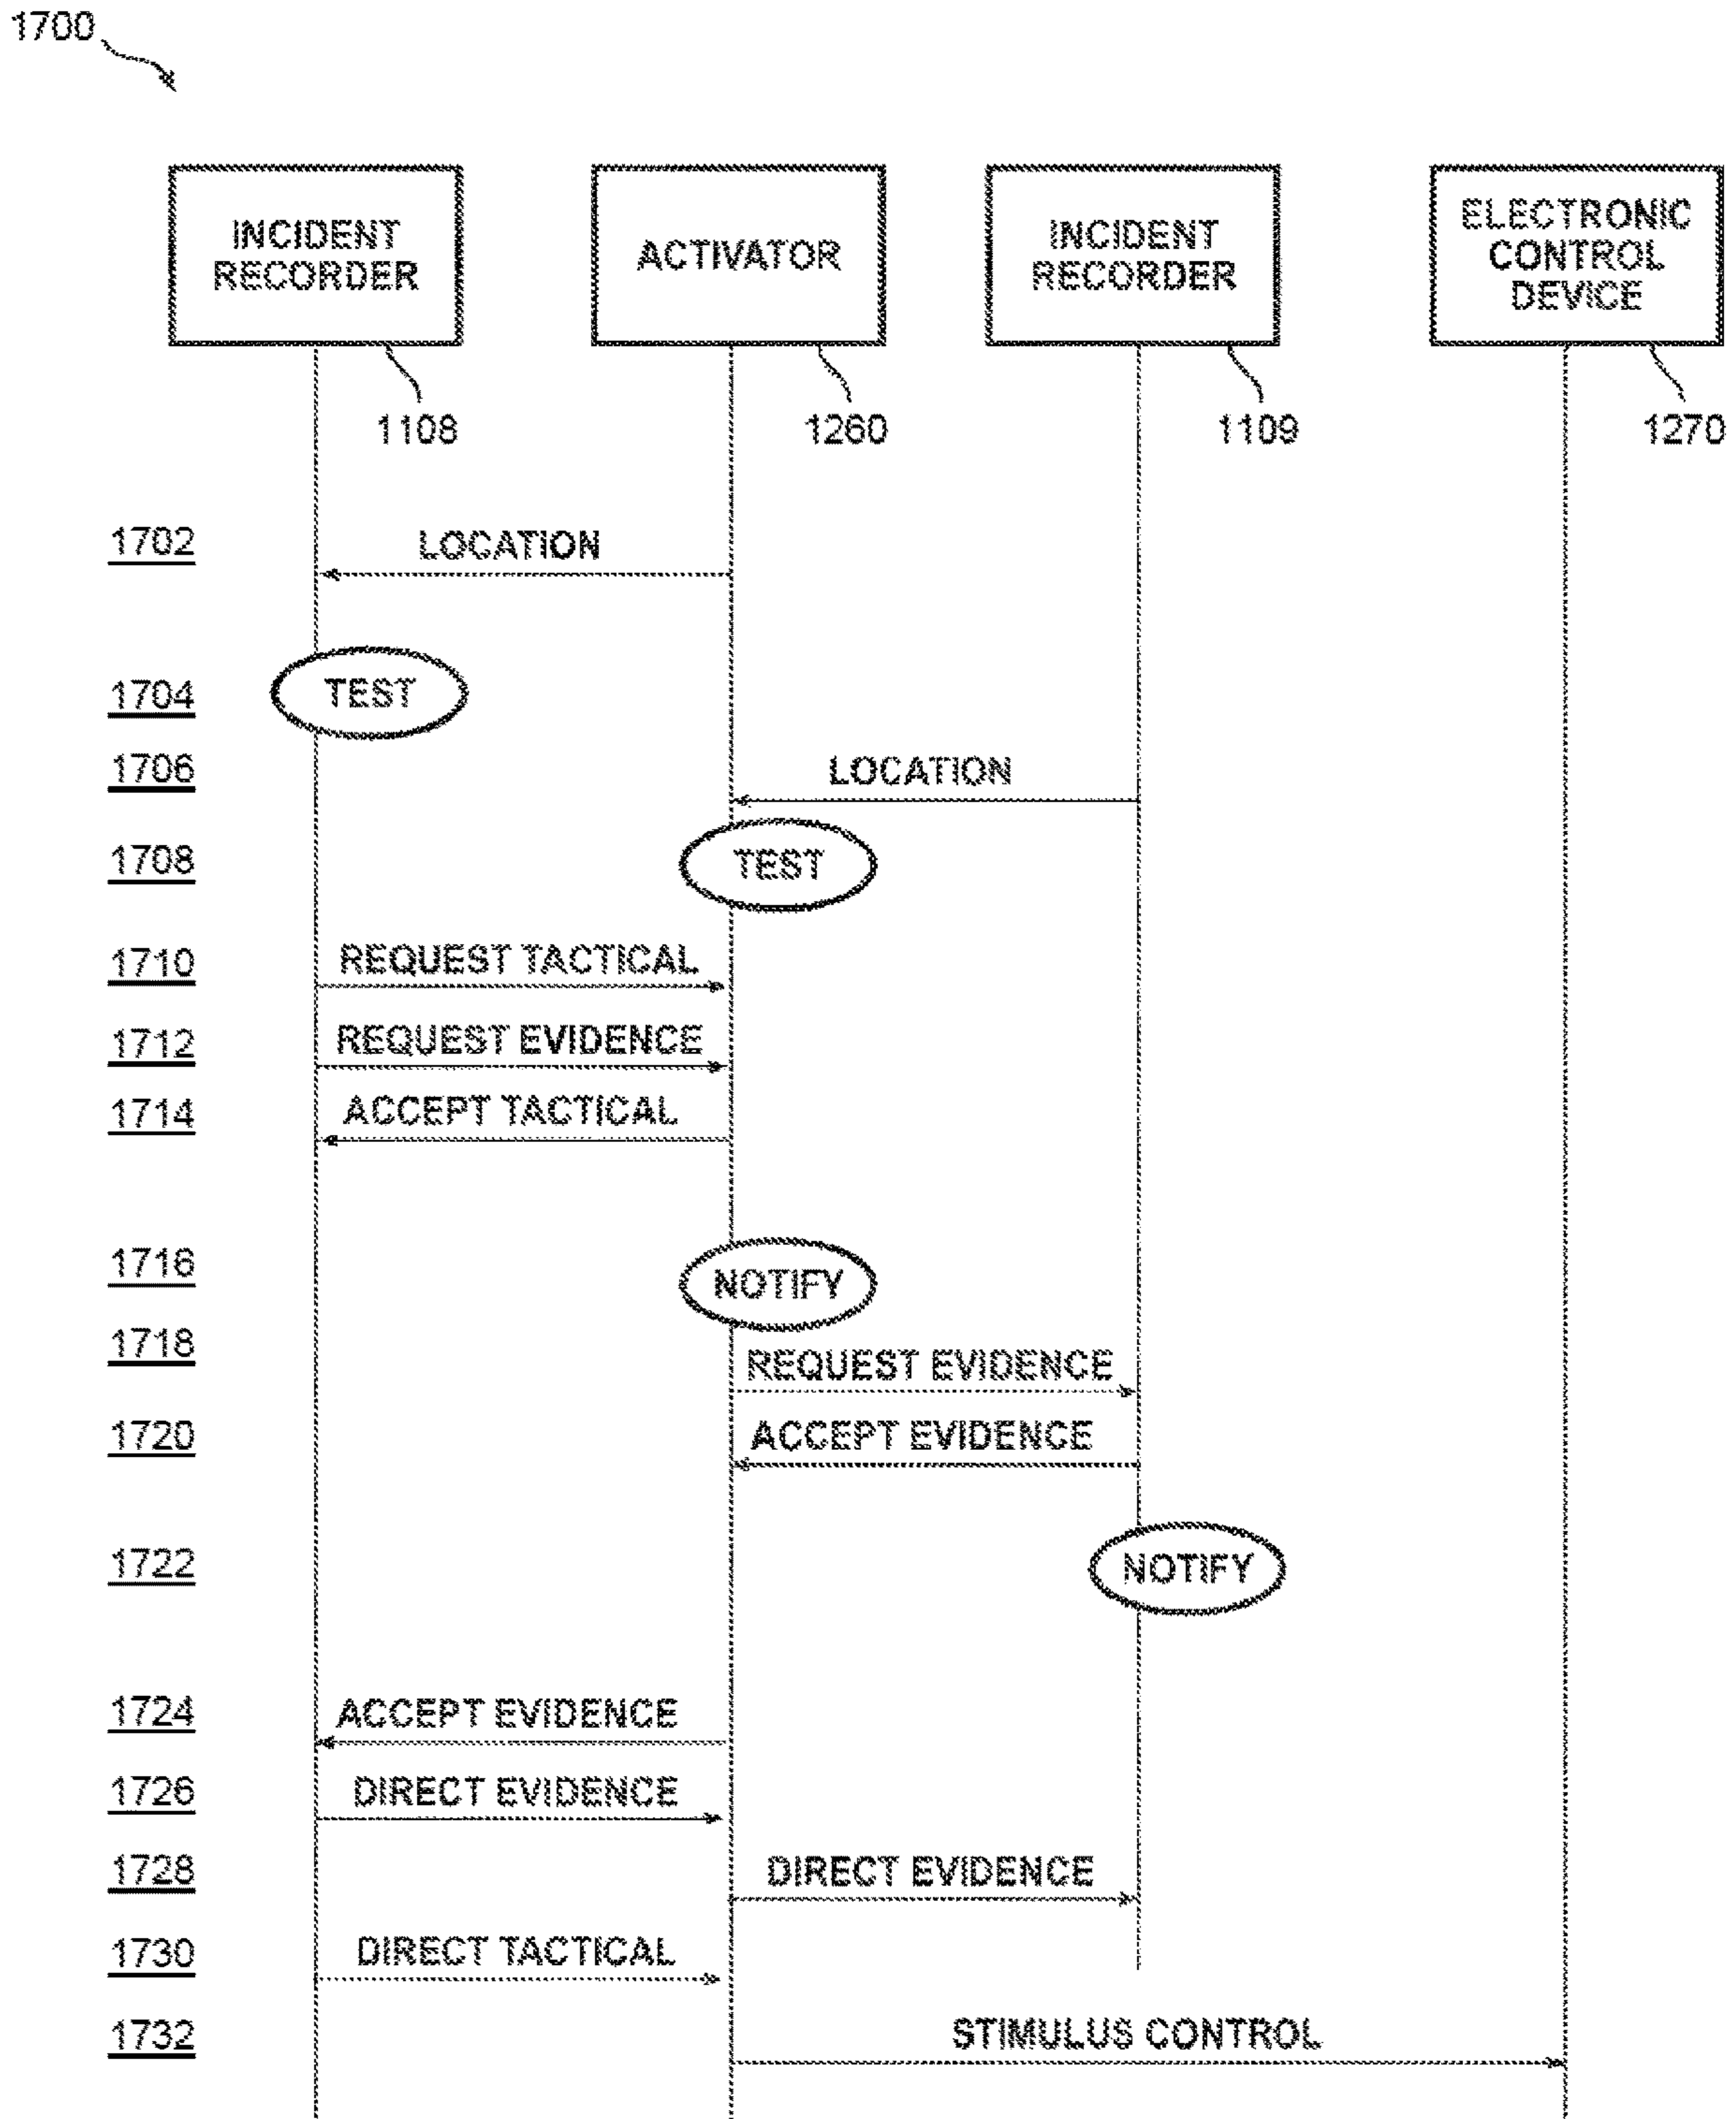 1700
INCIDENT
RECORDER
ACTIVATOR
INCIDENT
RECORDER
ELECTRONIC
CONTROL
DEVICE
1108
1260
1109
1270
1702
LOCATION
1704
TEST
1706
LOCATION
1708
TEST
1710
REQUEST TACTICAL
1712
REQUEST EVIDENCE
1714
ACCEPT TACTICAL
1716
NOTIFY
1718
REQUEST EVIDENCE
1720
ACCEPT EVIDENCE
1722
NOTIFY
1724
ACCEPT EVIDENCE
1726
DIRECT EVIDENCE
1728
DIRECT EVIDENCE
1730
DIRECT TACTICAL
1732
STIMULUS CONTROL